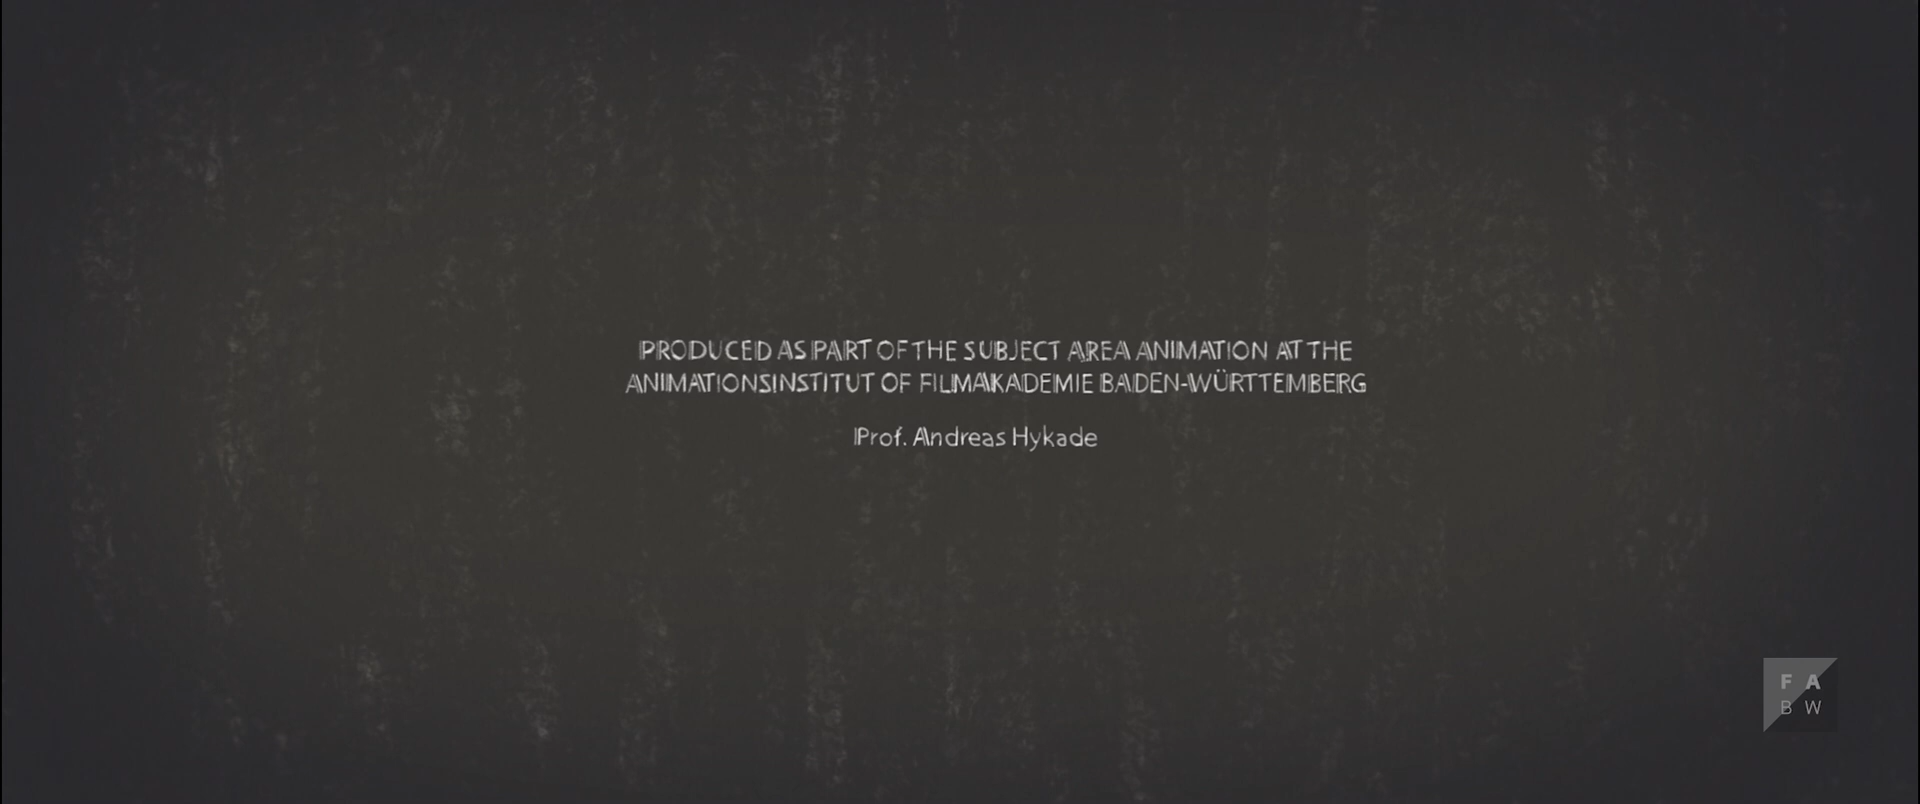 PRODUCED AS PART OF THE SUBJECT AREA ANIMATION AT THE
ANIMATIONSINSTITUT OF FILMAKADEMIE BADEN-WÜRTTEMBERG
Prof. Andreas Hykade
F A
B W